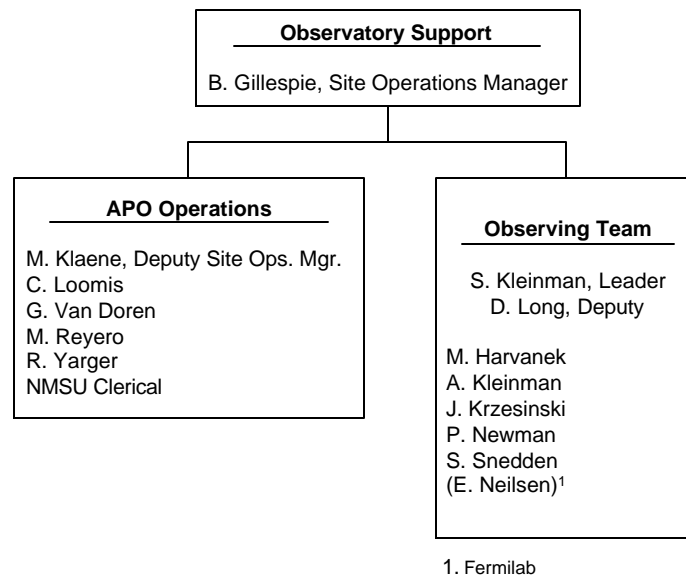 Observatory Support
B. Gillespie, Site Operations Manager
APO Operations
M. Klaene, Deputy Site Ops. Mgr.
C. Loomis
G. Van Doren
M. Reyero
R. Yarger
NMSU Clerical
Observing Team
S. Kleinman, Leader
D. Long, Deputy
M. Harvanek
A. Kleinman
J. Krzesinski
P. Newman
S. Snedden
(E. Neilsen)¹
1. Fermilab